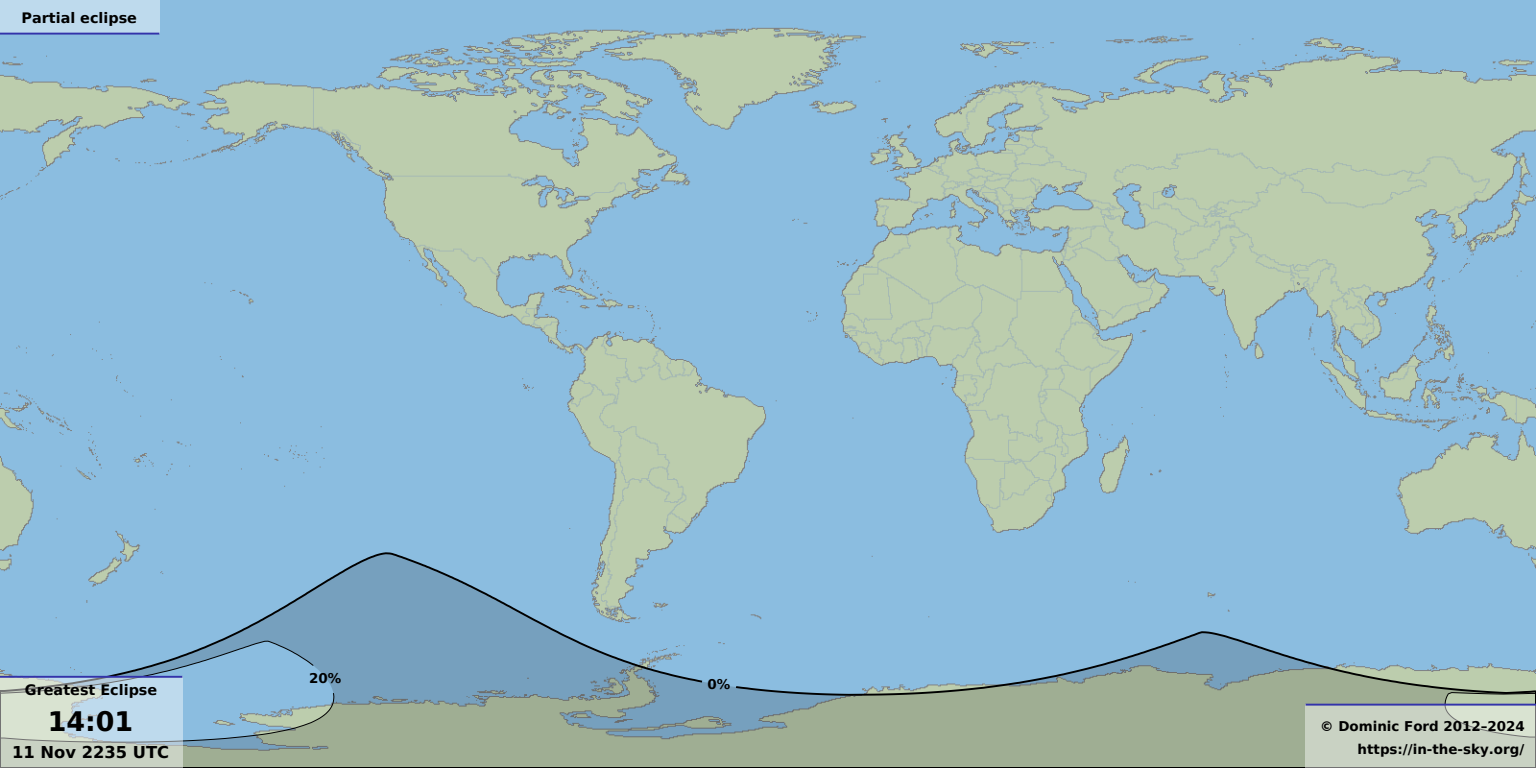 Partial eclipse
20%
0%
Greatest Eclipse
14:01
11 Nov 2235 UTC
© Dominic Ford 2012–2024
https://in-the-sky.org/